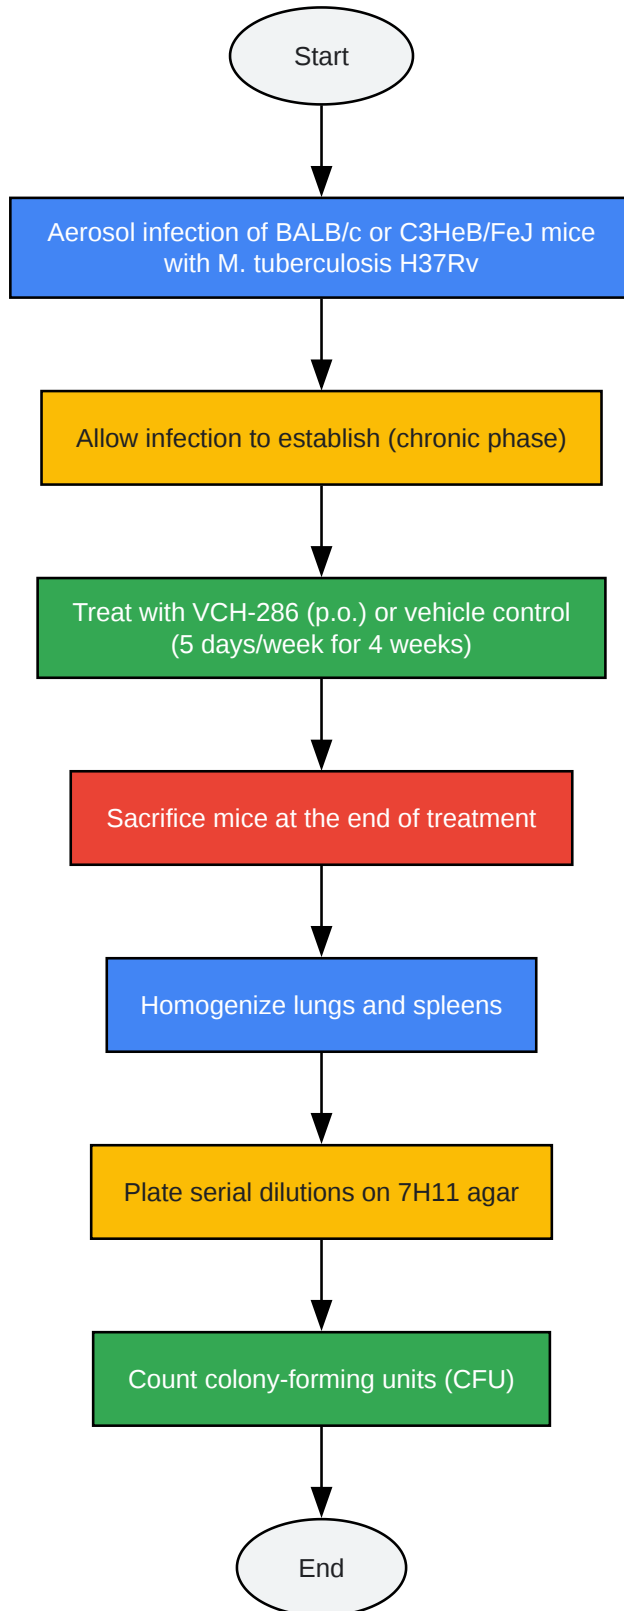 Start
Aerosol infection of BALB/c or C3HeB/FeJ mice
with M. tuberculosis H37Rv
Allow infection to establish (chronic phase)
Treat with VCH-286 (p.o.) or vehicle control
(5 days/week for 4 weeks)
Sacrifice mice at the end of treatment
Homogenize lungs and spleens
Plate serial dilutions on 7H11 agar
Count colony-forming units (CFU)
End